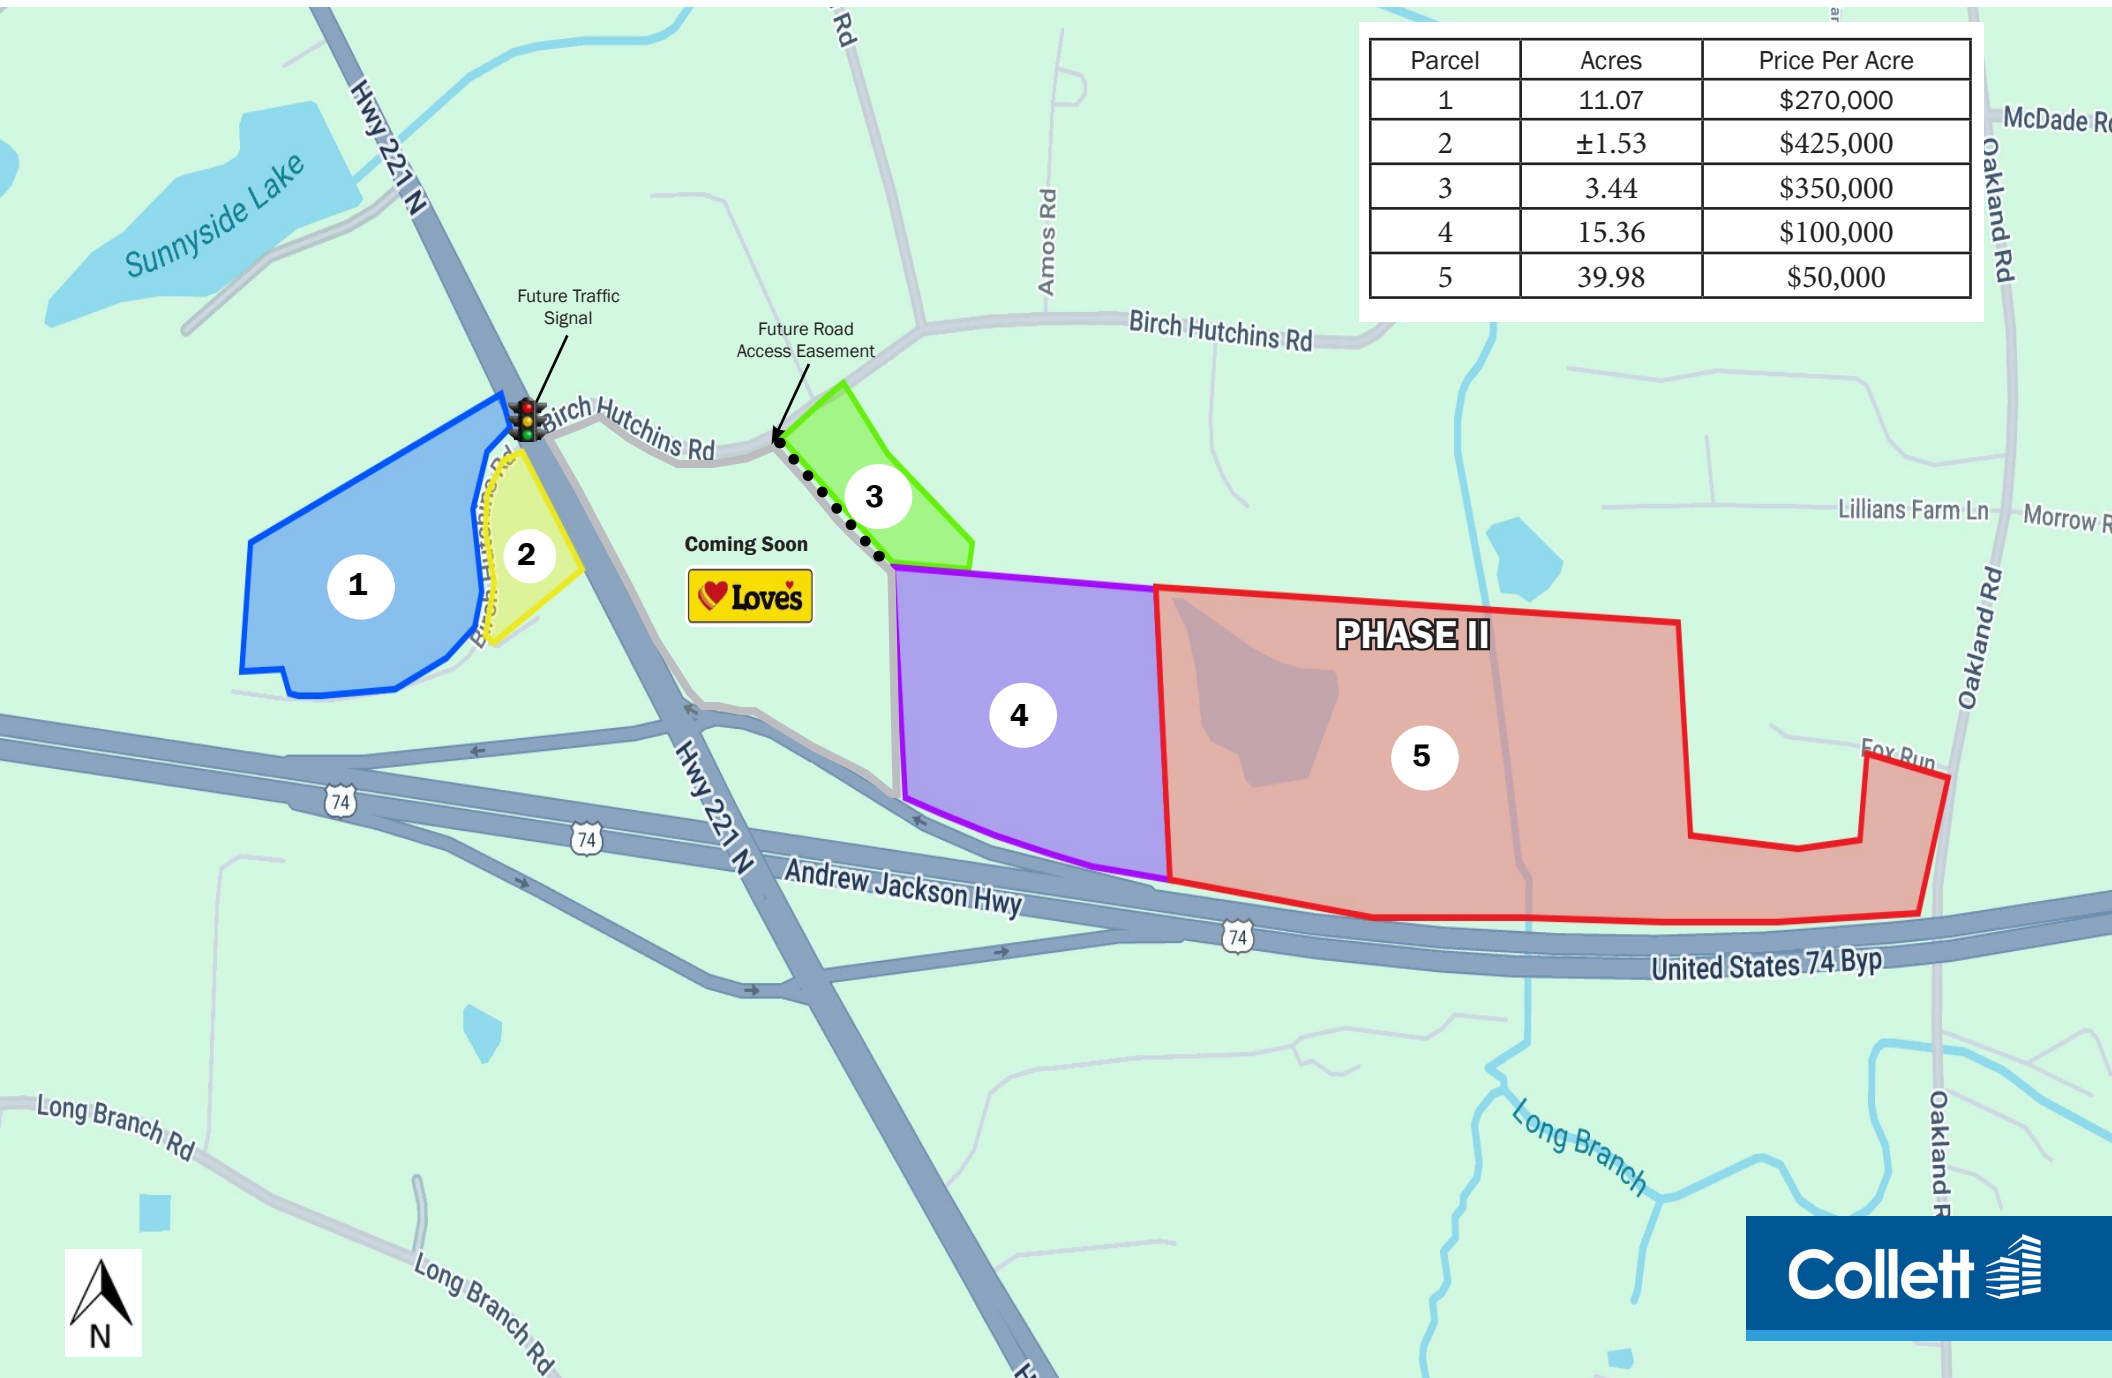 Rd
Parcel Acres Price Per Acre
1 11.07 $270,000
2 ±1.53 $425,000
3 3.44 $350,000
4 15.36 $100,000
5 39.98 $50,000
McDade Rd
Hwy 221 N
Oakland Rd
Sunnyside Lake
Amos Rd
Future Traffic
Signal
Future Road
Access Easement
Birch Hutchins Rd
Birch Hutchins Rd
Birch Hutchins Rd
3
Lillians Farm Ln
Morrow R
Coming Soon
Love's
1
2
PHASE II
Oakland Rd
4
5
Fox Run
Hwy 221 N
74
74
Andrew Jackson Hwy
74
United States 74 Byp
Long Branch Rd
Long Branch
Oakland R
Long Branch Rd
Collett
N
H